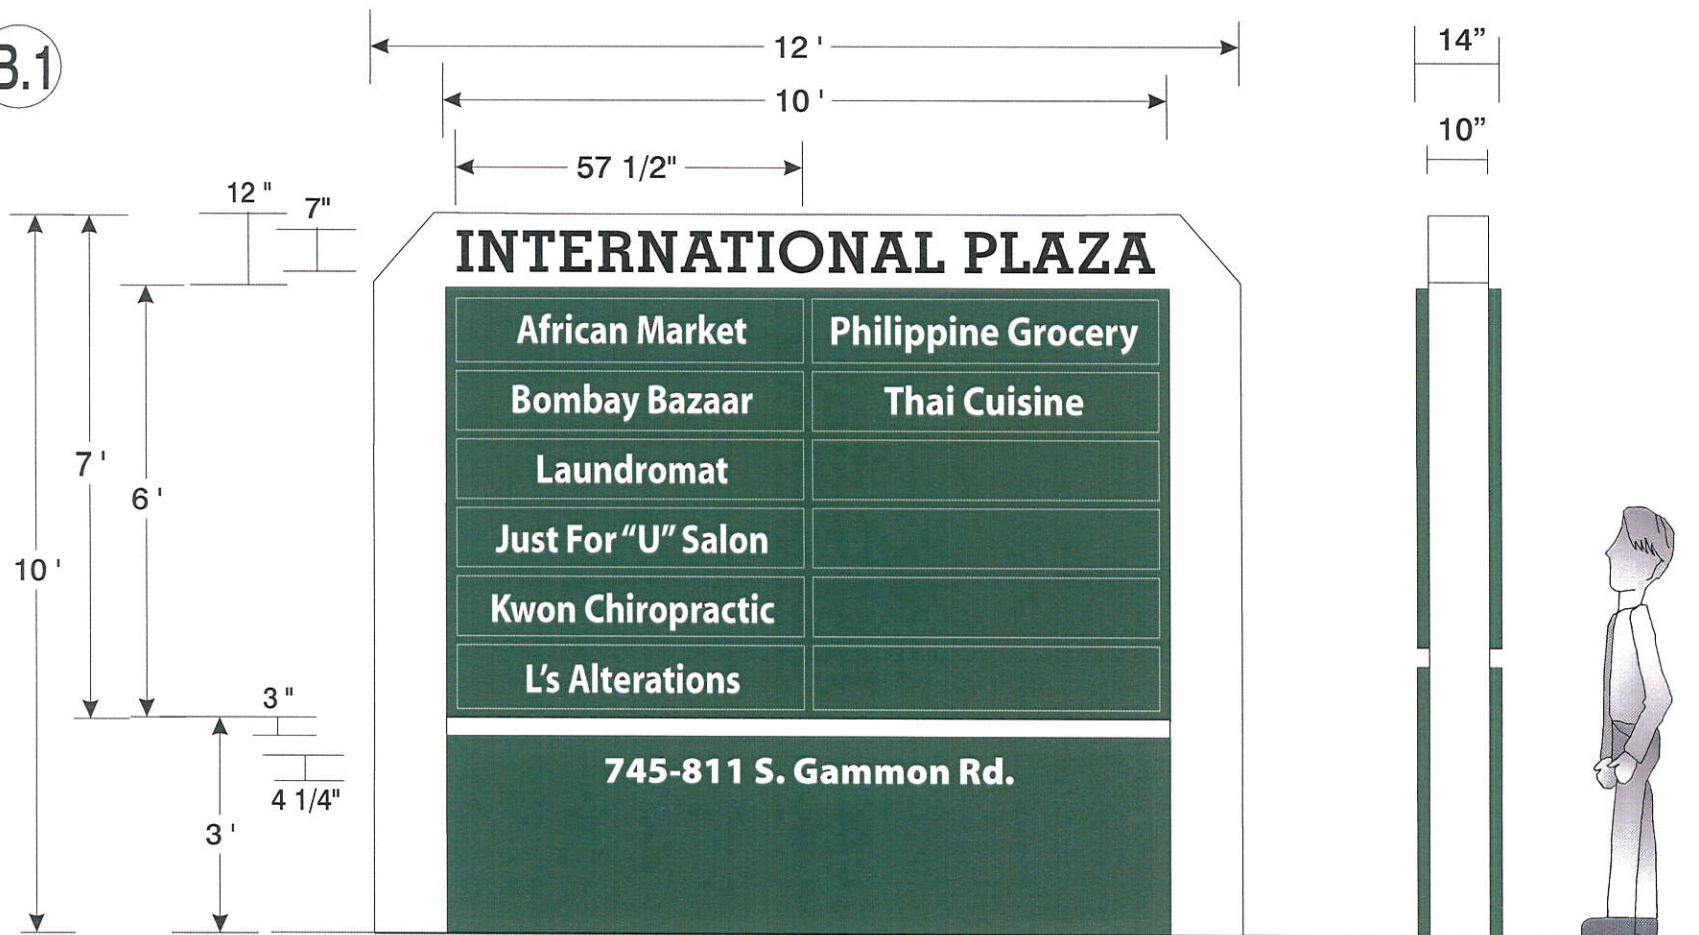 B.1
12 '
10 '
57 1/2"
14”
10”
12 "
7"
7 '
6 '
10 '
3 "
4 1/4"
3 '
INTERNATIONAL PLAZA
African Market
Philippine Grocery
Bombay Bazaar
Thai Cuisine
Laundromat
Just For “U” Salon
Kwon Chiropractic
L’s Alterations
745-811 S. Gammon Rd.